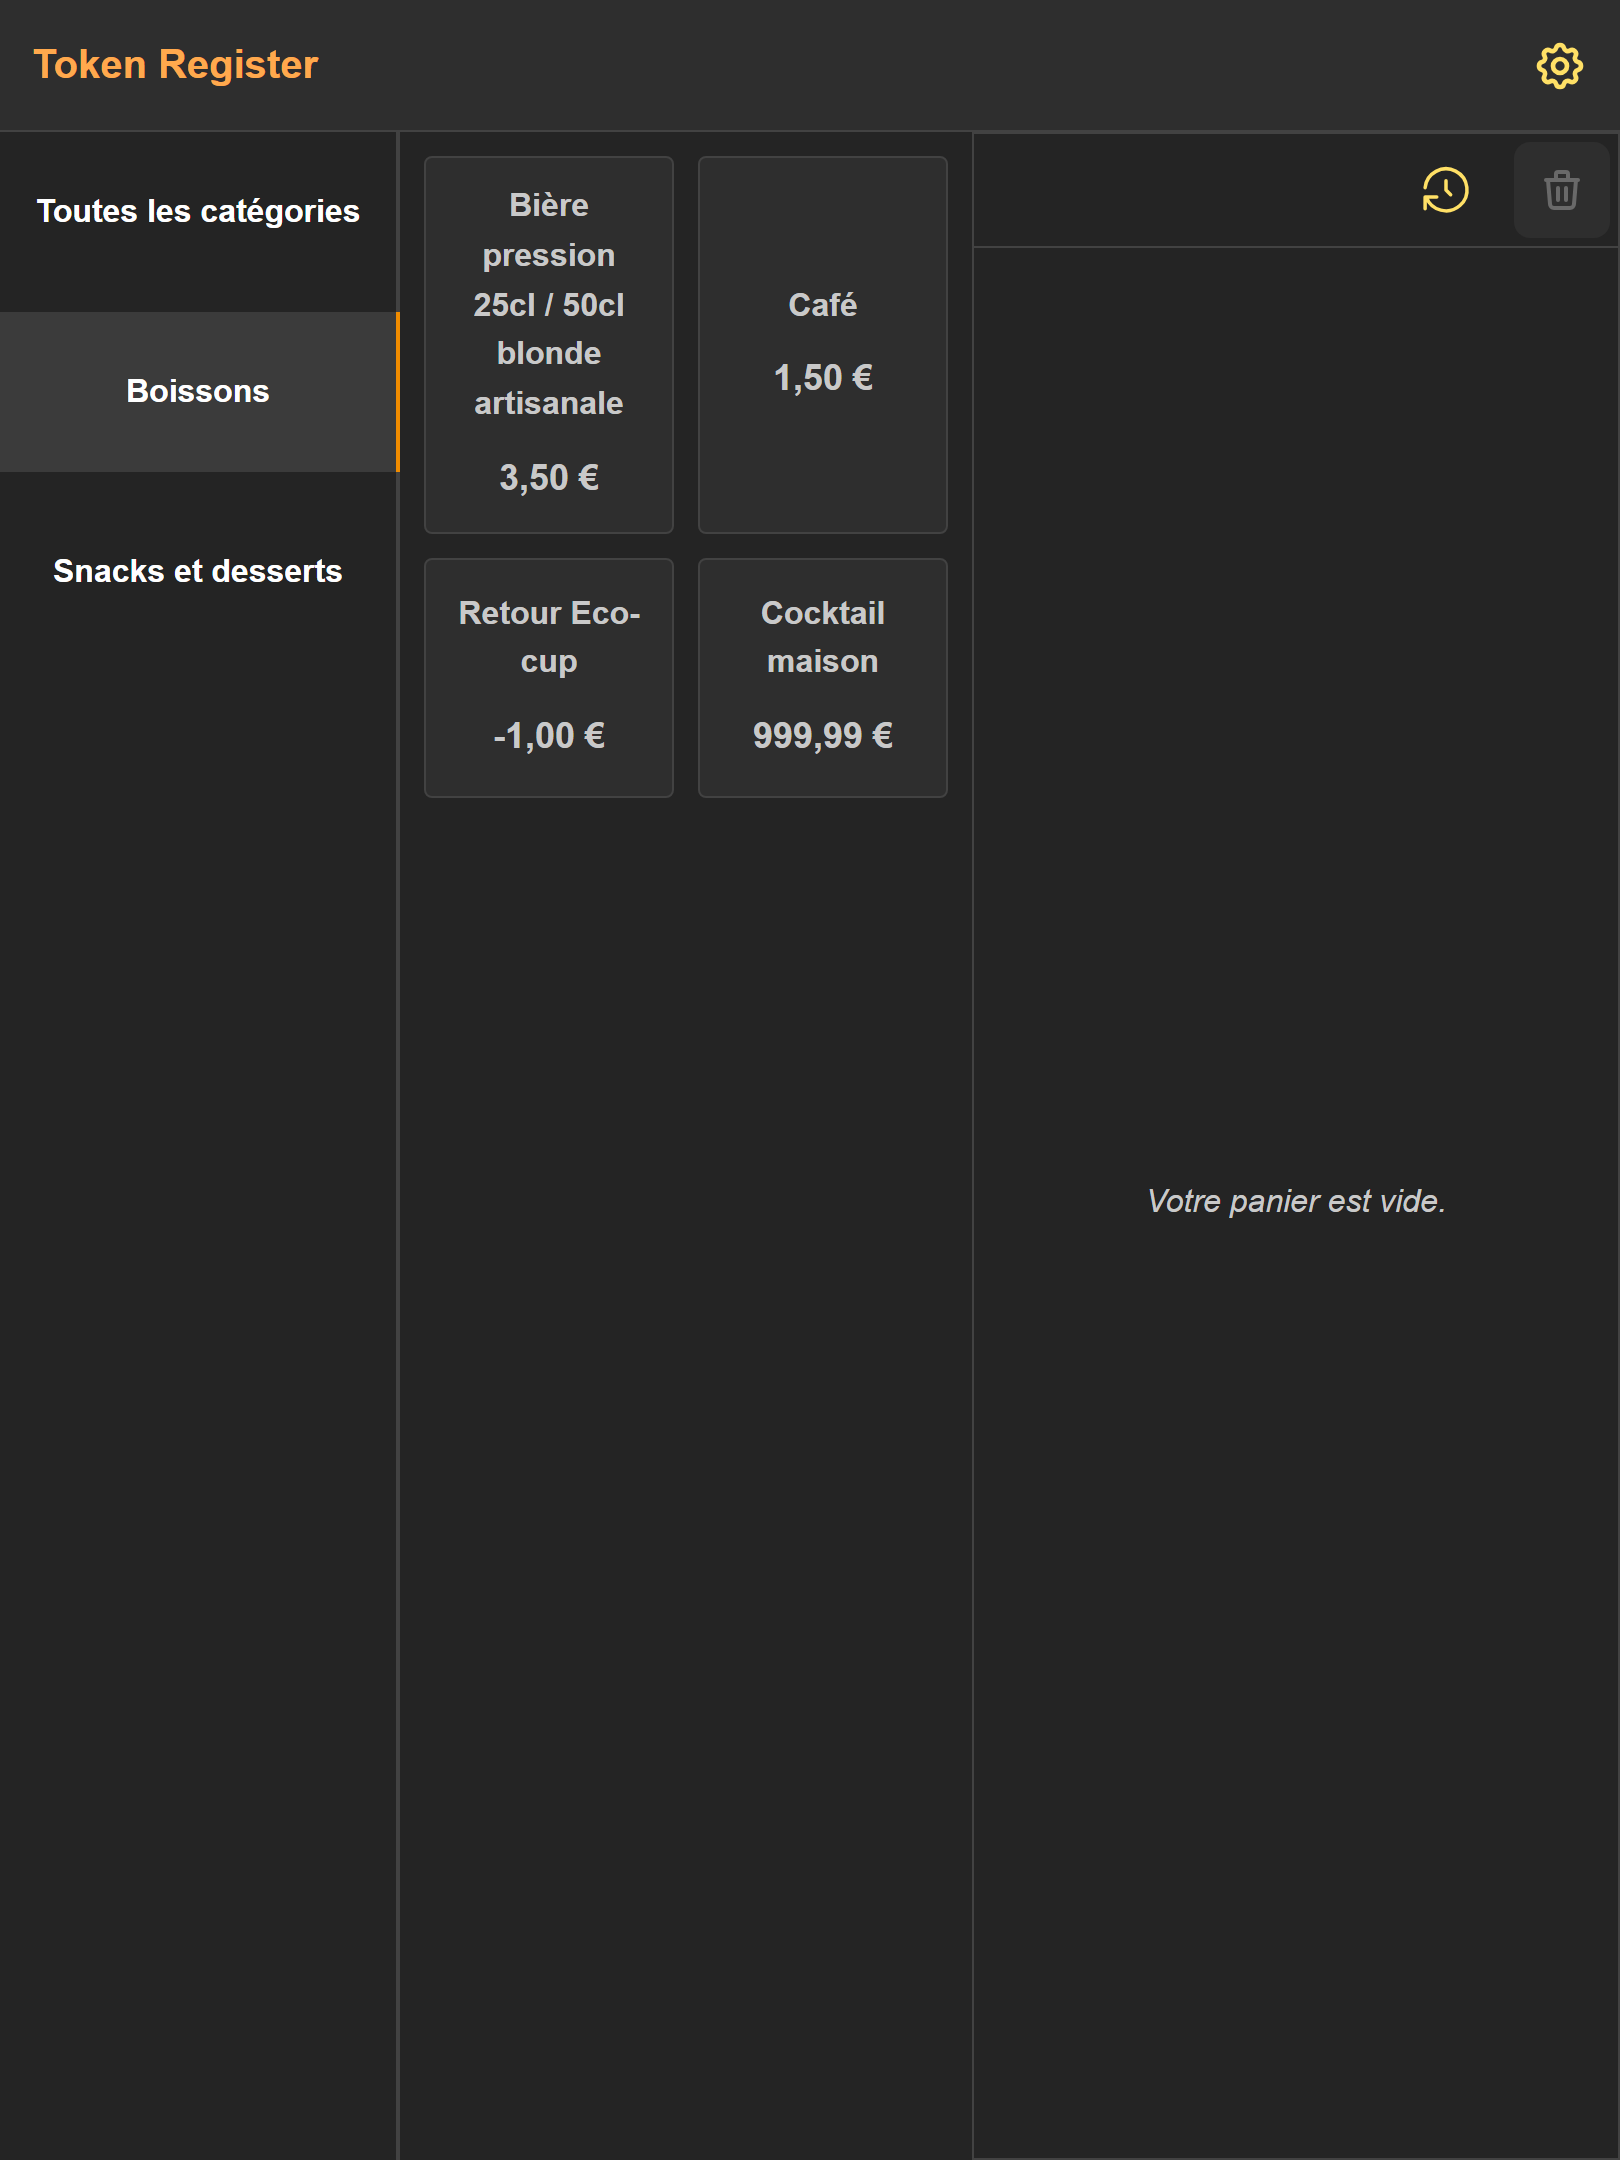 Token Register
Toutes les catégories
Boissons
Snacks et desserts
Bière
pression
25cl / 50cl
blonde
artisanale
3,50 €
Café
1,50 €
Retour Eco-
cup
-1,00 €
Cocktail
maison
999,99 €
Votre panier est vide.